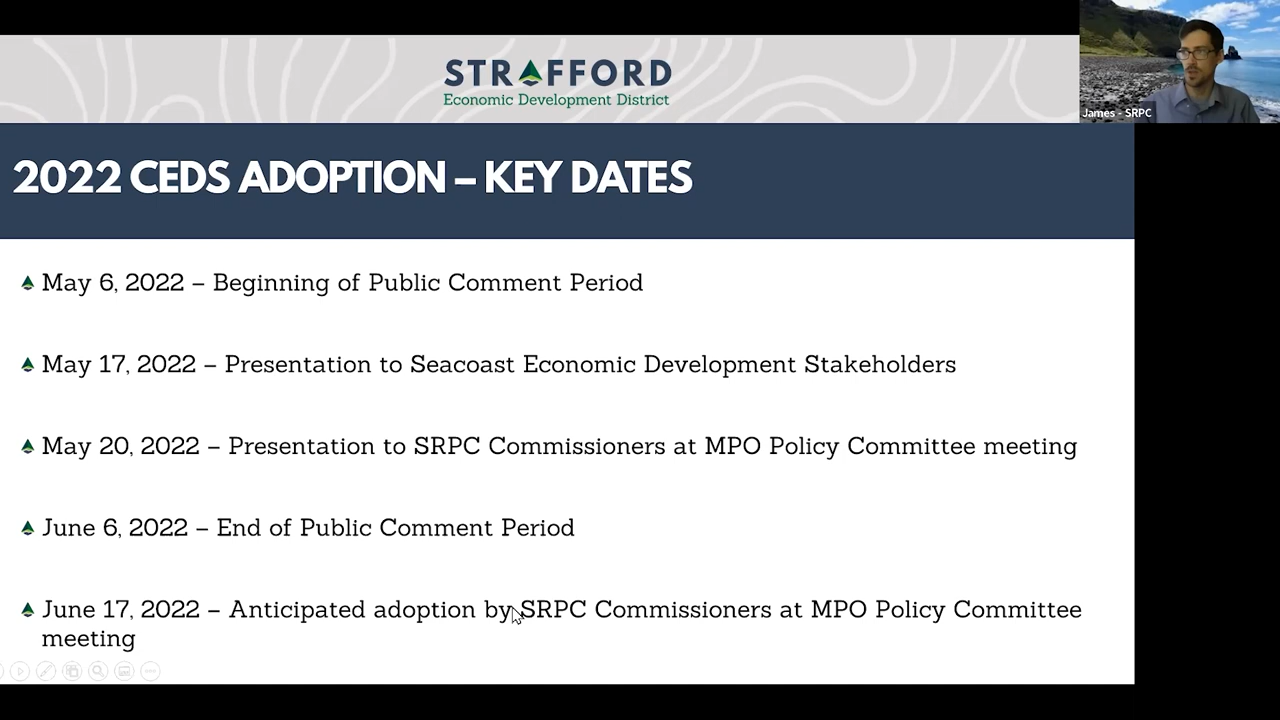 STRAFFORD
Economic Development District
James - SRPC
2022 CEDS ADOPTION – KEY DATES
May 6, 2022 – Beginning of Public Comment Period
May 17, 2022 – Presentation to Seacoast Economic Development Stakeholders
May 20, 2022 – Presentation to SRPC Commissioners at MPO Policy Committee meeting
June 6, 2022 – End of Public Comment Period
June 17, 2022 – Anticipated adoption by SRPC Commissioners at MPO Policy Committee
meeting